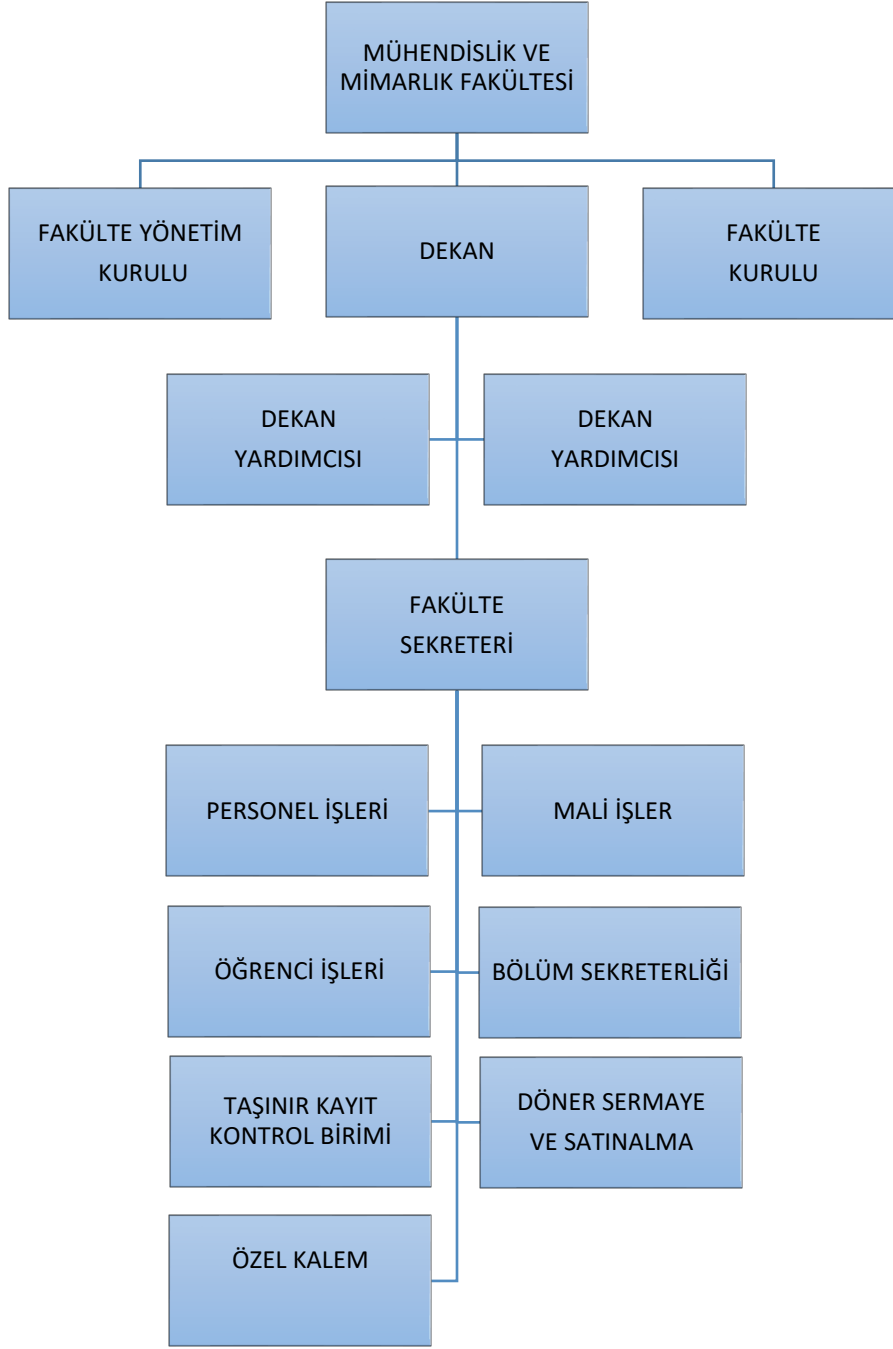 MÜHENDİSLİK VE
MİMARLIK FAKÜLTESİ
FAKÜLTE YÖNETİM
KURULU
DEKAN
FAKÜLTE
KURULU
DEKAN
YARDIMCISI
DEKAN
YARDIMCISI
FAKÜLTE
SEKRETERİ
PERSONEL İŞLERİ
MALİ İŞLER
ÖĞRENCİ İŞLERİ
BÖLÜM SEKRETERLİĞİ
TAŞINIR KAYIT
KONTROL BİRİMİ
DÖNER SERMAYE
VE SATINALMA
ÖZEL KALEM